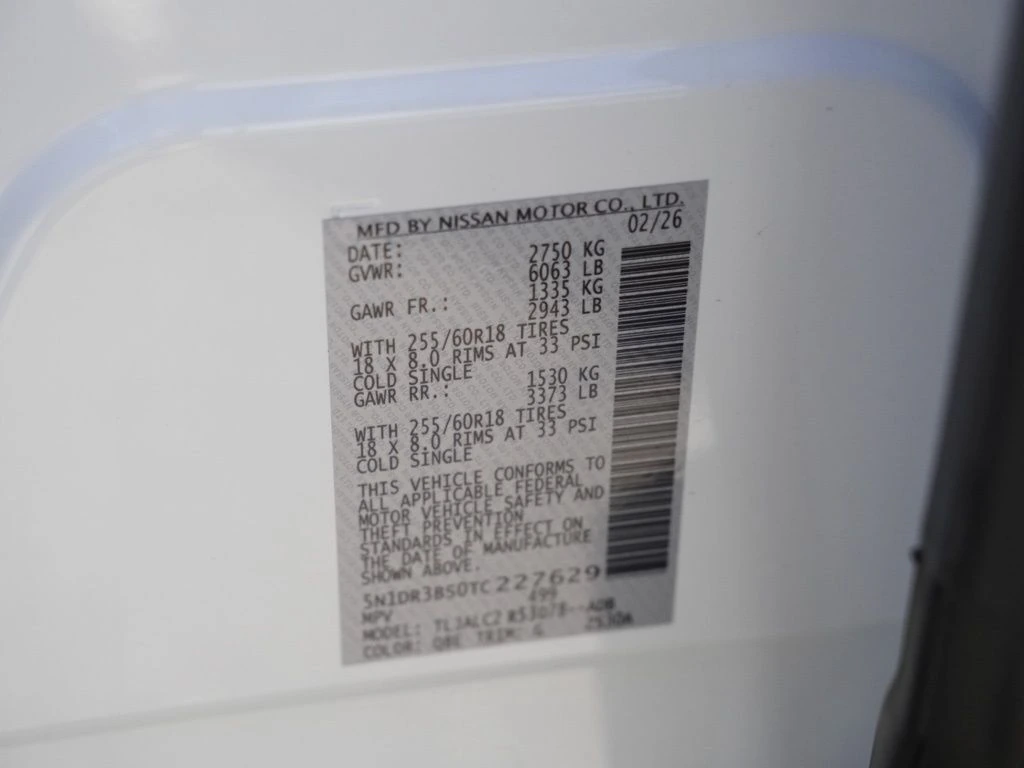 MFD BY NISSAN MOTOR CO., LTD.
DATE: 02/26
GVWR: 2750 KG
6063 LB
GAWR FR.: 1335 KG
2943 LB
WITH 255/60R18 TIRES
18 X 8.0 RIMS AT 33 PSI
COLD SINGLE
GAWR RR.: 1530 KG
3373 LB
WITH 255/60R18 TIRES
18 X 8.0 RIMS AT 33 PSI
COLD SINGLE
THIS VEHICLE CONFORMS TO
ALL APPLICABLE FEDERAL
MOTOR VEHICLE SAFETY AND
THEFT PREVENTION
STANDARDS IN EFFECT ON
THE DATE OF MANUFACTURE
SHOWN ABOVE.
5N1DR3BS0TC227629
MPV 499
MODEL:
COLOR: TRIM: G